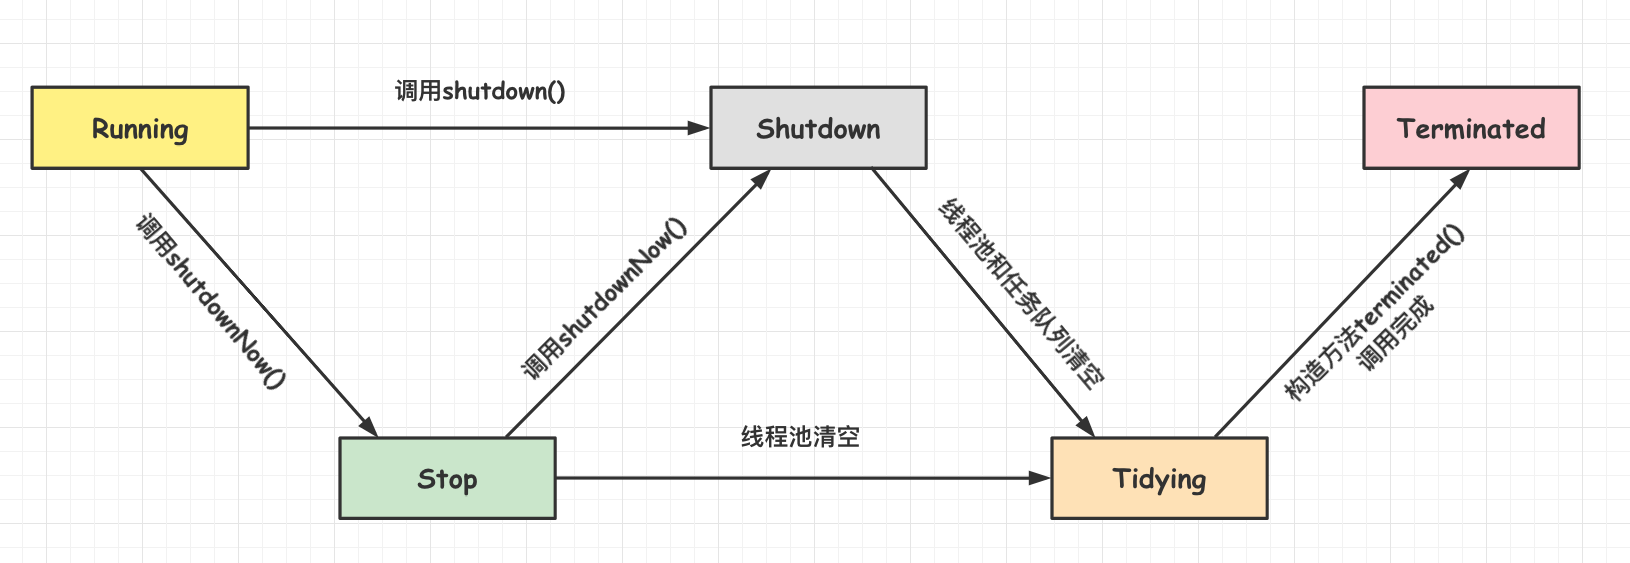 调用shutdown()
Running
Shutdown
Terminated
调用shutdownNow()
调用shutdownNow()
线程池和任务队列清空
构造方法terminated()
调用完成
线程池清空
Stop
Tidying